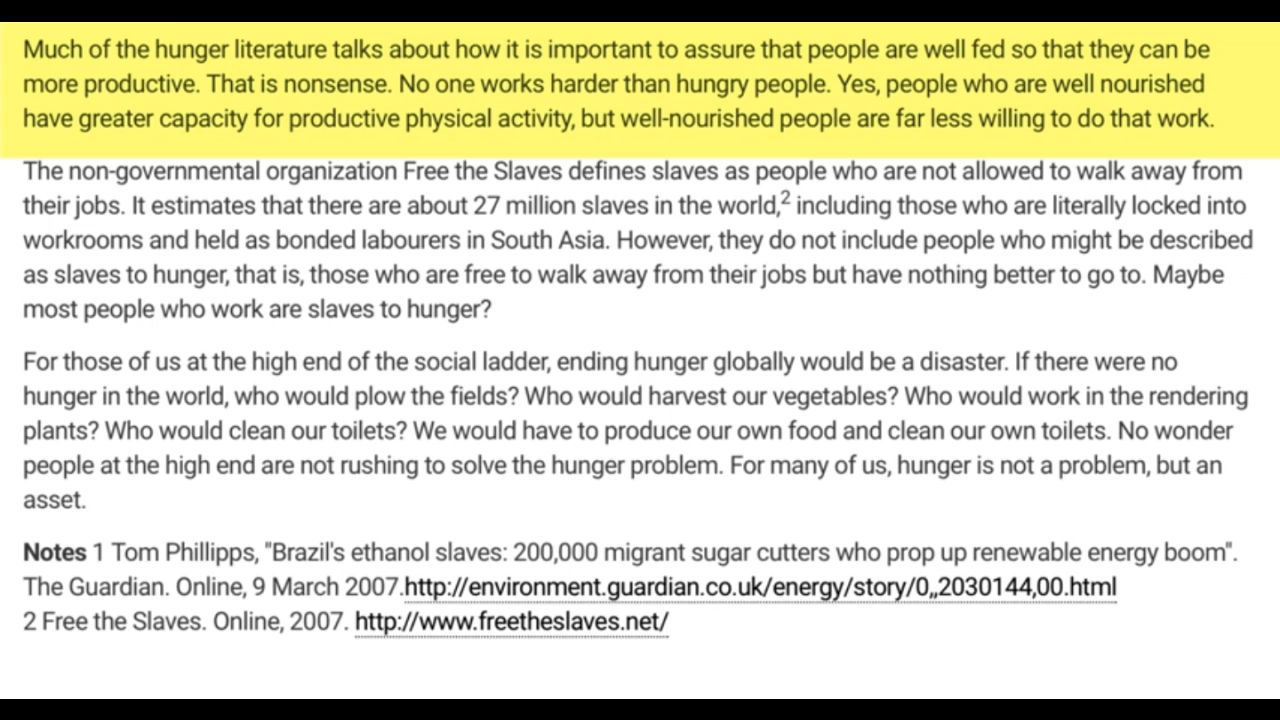 Much of the hunger literature talks about how it is important to assure that people are well fed so that they can be
more productive. That is nonsense. No one works harder than hungry people. Yes, people who are well nourished
have greater capacity for productive physical activity, but well-nourished people are far less willing to do that work.
The non-governmental organization Free the Slaves defines slaves as people who are not allowed to walk away from
their jobs. It estimates that there are about 27 million slaves in the world,2 including those who are literally locked into
workrooms and held as bonded labourers in South Asia. However, they do not include people who might be described
as slaves to hunger, that is, those who are free to walk away from their jobs but have nothing better to go to. Maybe
most people who work are slaves to hunger?
For those of us at the high end of the social ladder, ending hunger globally would be a disaster. If there were no
hunger in the world, who would plow the fields? Who would harvest our vegetables? Who would work in the rendering
plants? Who would clean our toilets? We would have to produce our own food and clean our own toilets. No wonder
people at the high end are not rushing to solve the hunger problem. For many of us, hunger is not a problem, but an
asset.
Notes 1 Tom Phillipps, "Brazil's ethanol slaves: 200,000 migrant sugar cutters who prop up renewable energy boom".
The Guardian. Online, 9 March 2007.http://environment.guardian.co.uk/energy/story/0,,2030144,00.html
2 Free the Slaves. Online, 2007. http://www.freetheslaves.net/